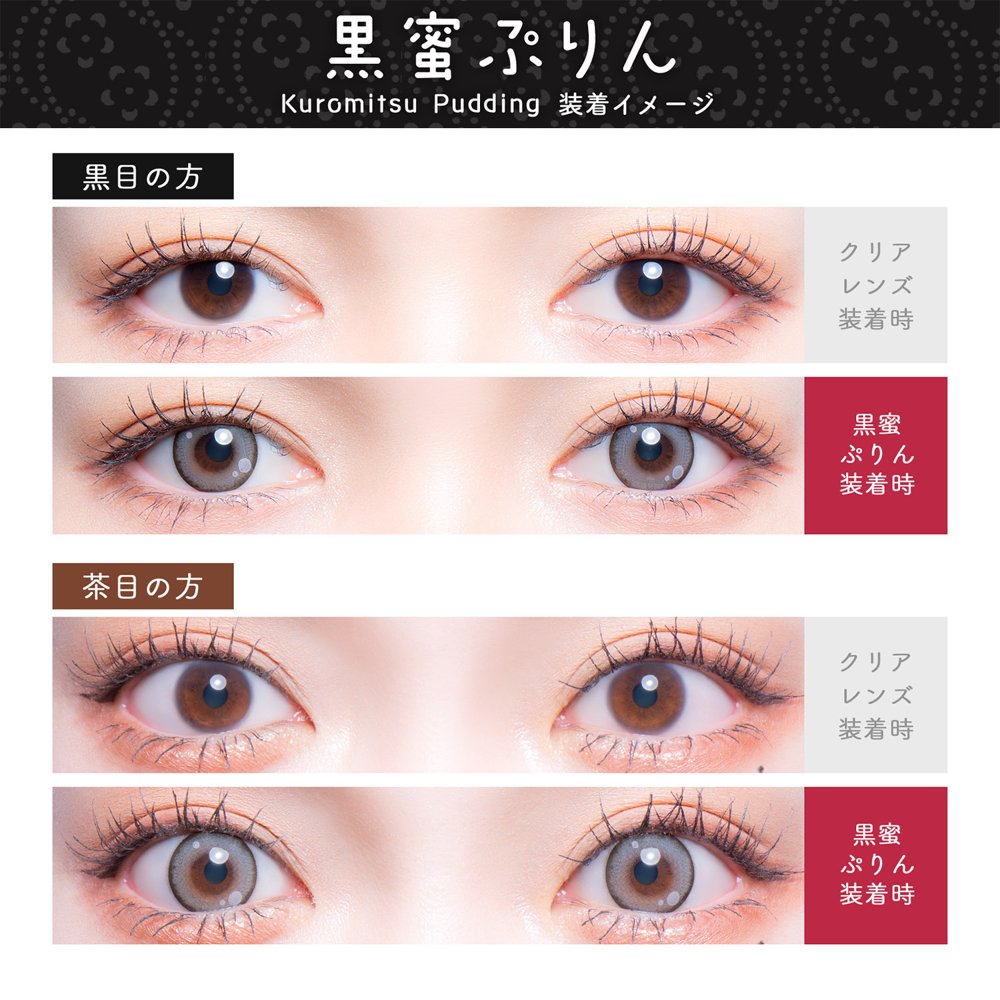 黒蜜ぷりん
Kuromitsu Pudding 装着イメージ
黒目の方
クリア
レンズ
装着時
黒蜜
ぷりん
装着時
茶目の方
クリア
レンズ
装着時
黒蜜
ぷりん
装着時